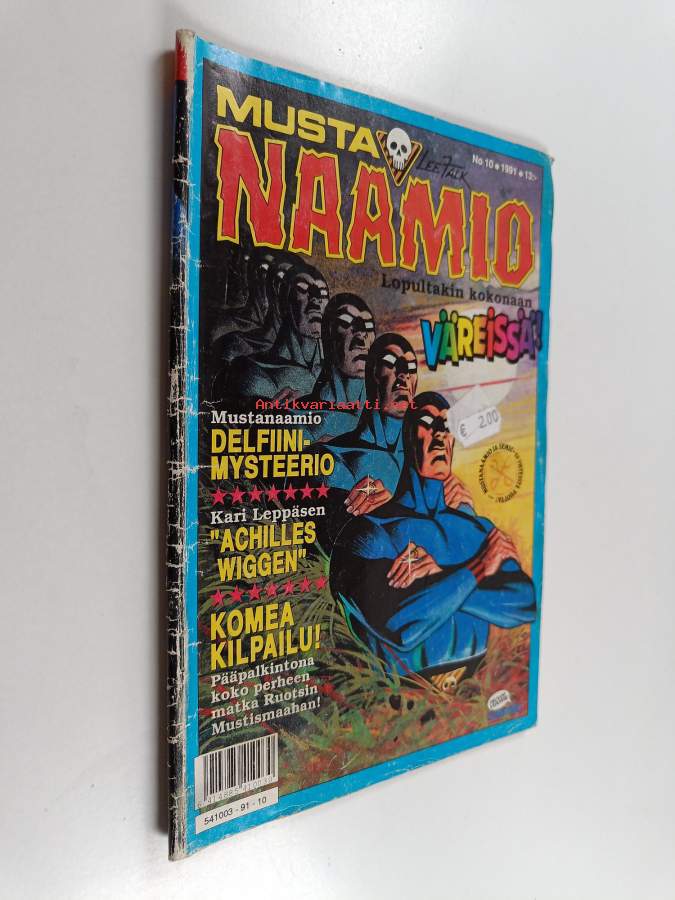 MUSTA
NAAMIO
LEE FALK
No 10 • 1991 • 13:-
Lopultakin kokonaan
VÄREISSÄ!
Antikvariaatti.net
€ 2.00
Mustanaamio
DELFIINI-
MYSTEERIO
Kari Leppäsen
"ACHILLES
WIGGEN"
KOMEA
KILPAILU!
Pääpalkintona
koko perheen
matka Ruotsin
Mustismaahan!
541003 - 91 - 10